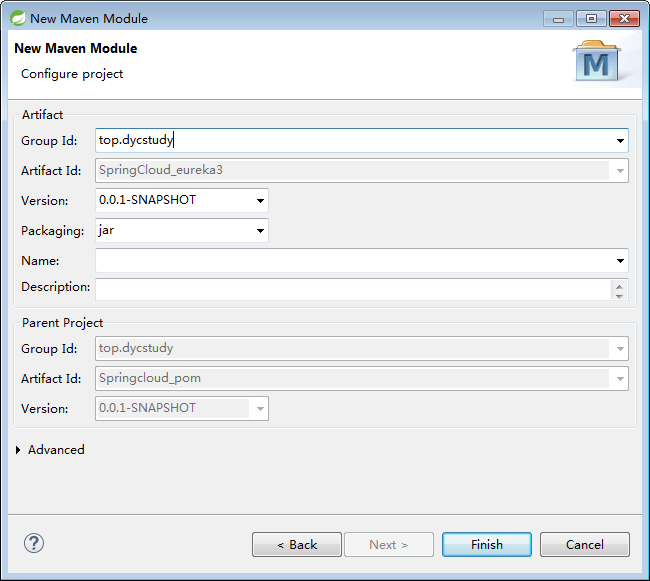 New Maven Module
New Maven Module
Configure project
M
Artifact
Group Id: top.dycstudy
Artifact Id: SpringCloud_eureka3
Version: 0.0.1-SNAPSHOT
Packaging: jar
Name:
Description:
Parent Project
Group Id: top.dycstudy
Artifact Id: Springcloud_pom
Version: 0.0.1-SNAPSHOT
Advanced
? < Back Next > Finish Cancel